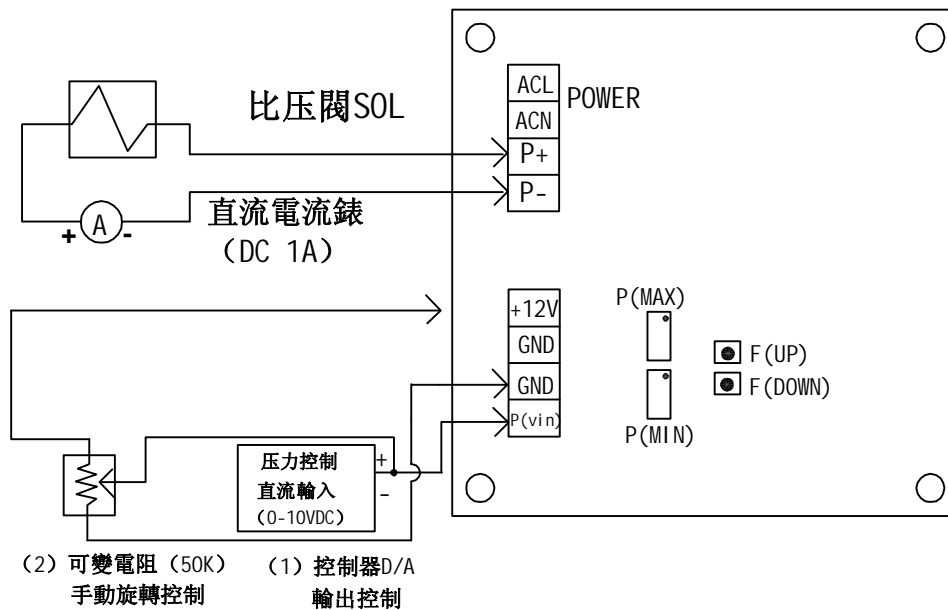 比压閥SOL
ACL
POWER
ACN
P+
P-
A
+
-
直流電流錶
（DC 1A）
+12V
GND
GND
P(vin)
P(MAX)
F(UP)
F(DOWN)
P(MIN)
压力控制
直流輸入
（0-10VDC）
+
-
（2）可變電阻（50K）
手動旋轉控制
（1）控制器D/A
輸出控制